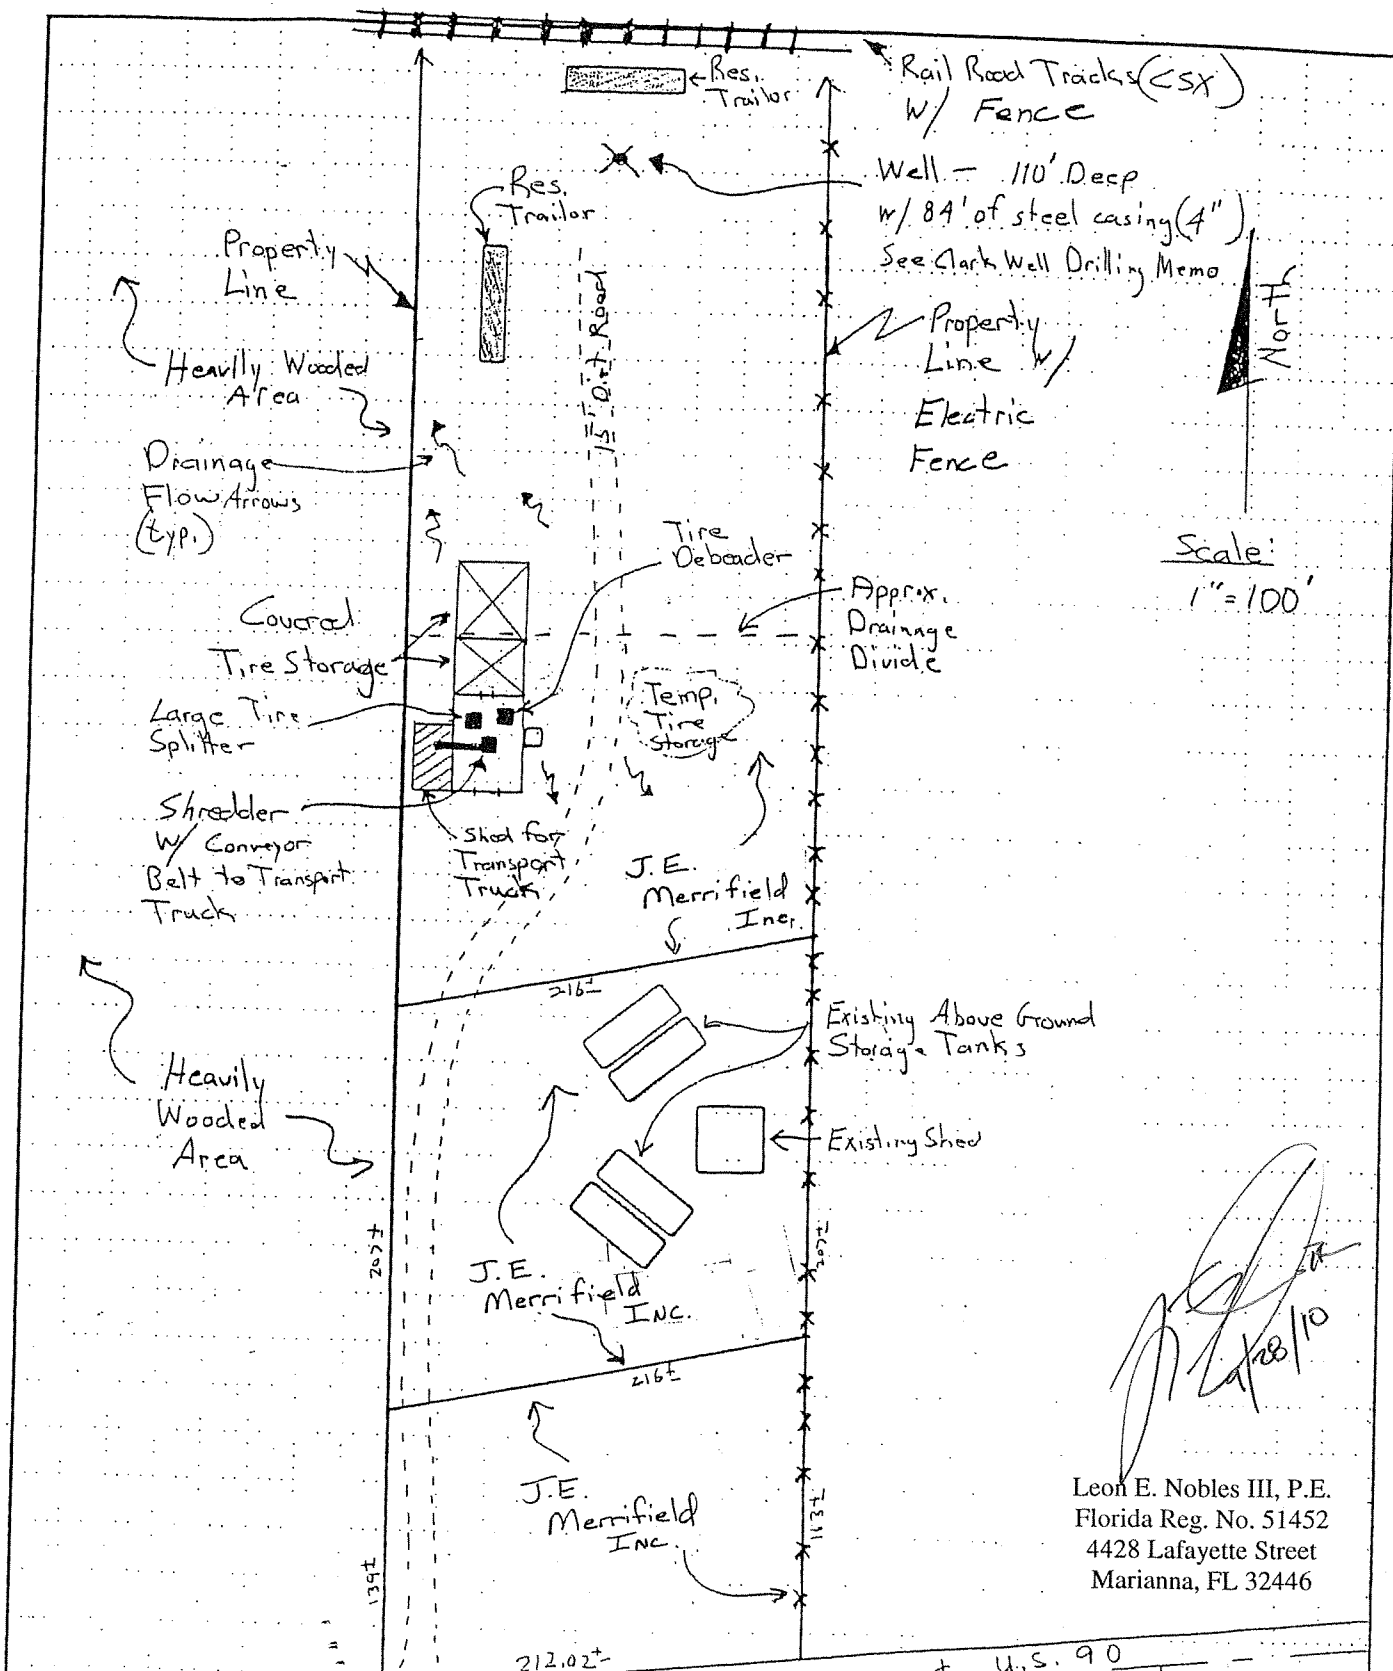 Rail Road Tracks (CSX)
W/ Fence
Res.
Trailor
Well - 110' Deep
w/ 84' of steel casing (4")
See Clark Well Drilling Memo
Res.
Trailor
Property
Line
North
15' Dirt Road
Property
Line W/
Electric
Fence
Heavily Wooded
Area
Drainage
Flow Arrows
(typ.)
Tire
Debeader
Scale:
1"=100'
Approx.
Drainage
Divide
Covered
Tire Storage
Temp.
Tire
Storage
Large Tire
Splitter
Shredder
W/ Conveyor
Belt to Transport
Truck
Shed for
Transport
Truck
J.E.
Merrifield
Inc.
216±
Existing Above Ground
Storage Tanks
Heavily
Wooded
Area
Existing Shed
207±
207±
J.E.
Merrifield
INC.
216±
J.E.
Merrifield
INC.
113±
139±
Leon E. Nobles III, P.E.
Florida Reg. No. 51452
4428 Lafayette Street
Marianna, FL 32446
212.02±
U.S. 90